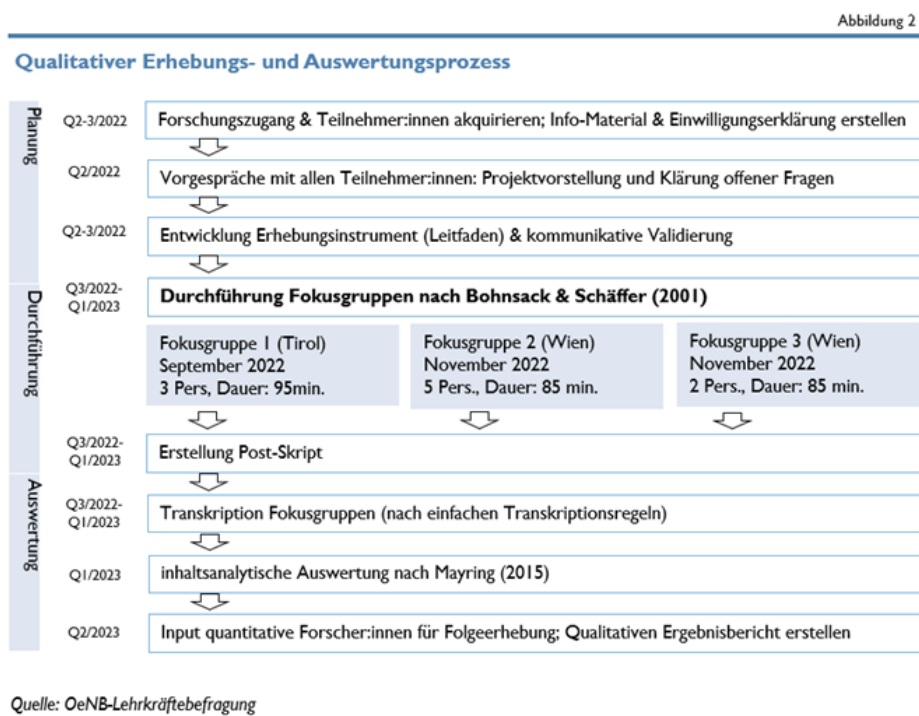 Abbildung 2
Qualitativer Erhebungs- und Auswertungsprozess
Planung
Q2-3/2022
Forschungszugang & Teilnehmer:innen akquirieren; Info-Material & Einwilligungserklärung erstellen
Q2/2022
Vorgespräche mit allen Teilnehmer:innen: Projektvorstellung und Klärung offener Fragen
Q2-3/2022
Entwicklung Erhebungsinstrument (Leitfaden) & kommunikative Validierung
Durchführung
Q3/2022-
Q1/2023
Durchführung Fokusgruppen nach Bohnsack & Schäffer (2001)
Fokusgruppe 1 (Tirol)
September 2022
3 Pers, Dauer: 95min.
Fokusgruppe 2 (Wien)
November 2022
5 Pers., Dauer: 85 min.
Fokusgruppe 3 (Wien)
November 2022
2 Pers., Dauer: 85 min.
Q3/2022-
Q1/2023
Erstellung Post-Skript
Auswertung
Q3/2022-
Q1/2023
Transkription Fokusgruppen (nach einfachen Transkriptionsregeln)
Q1/2023
inhaltsanalytische Auswertung nach Mayring (2015)
Q2/2023
Input quantitative Forscher:innen für Folgeerhebung; Qualitativen Ergebnisbericht erstellen
Quelle: OeNB-Lehrkräftebefragung